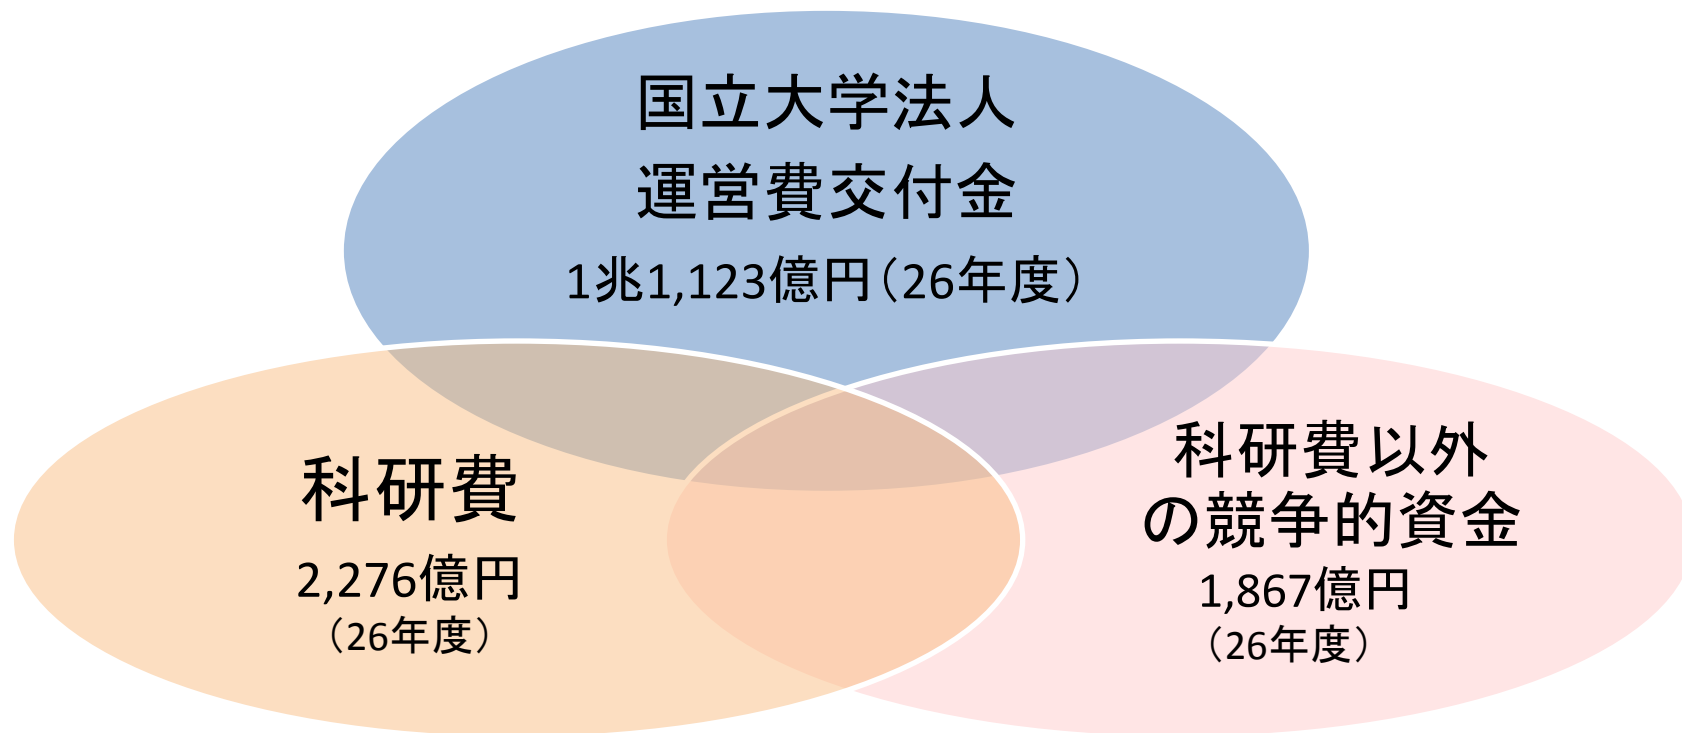 国立大学法人
運営費交付金
1兆1,123億円（26年度）
科研費
2,276億円
（26年度）
科研費以外
の競争的資金
1,867億円
（26年度）